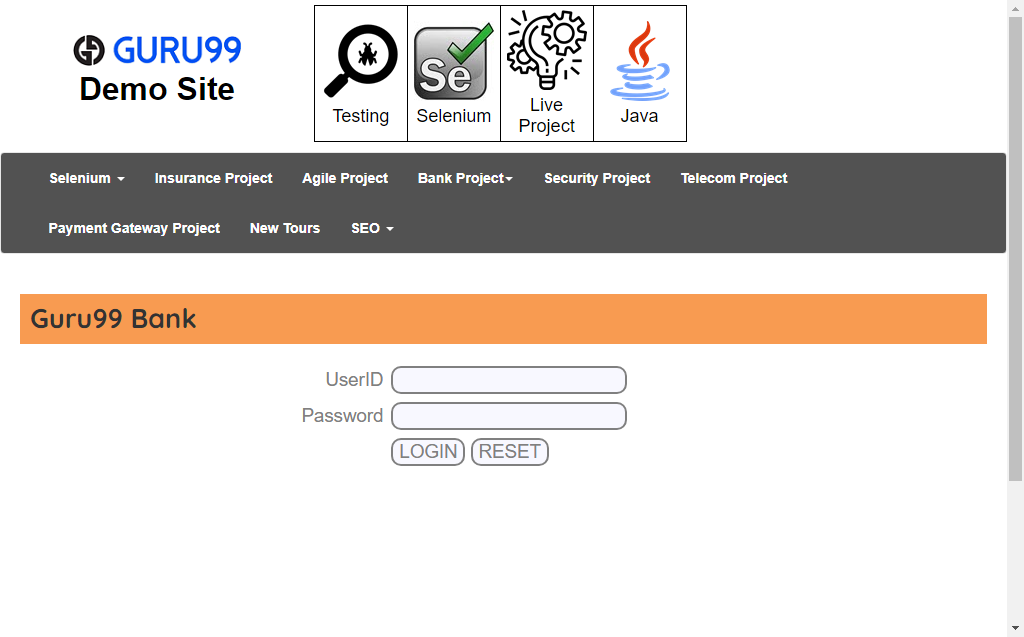 GURU99
Demo Site
Testing
Se
Selenium
Live
Project
Java
Selenium Insurance Project Agile Project Bank Project Security Project Telecom Project
Payment Gateway Project New Tours SEO
Guru99 Bank
UserID
Password
LOGIN RESET